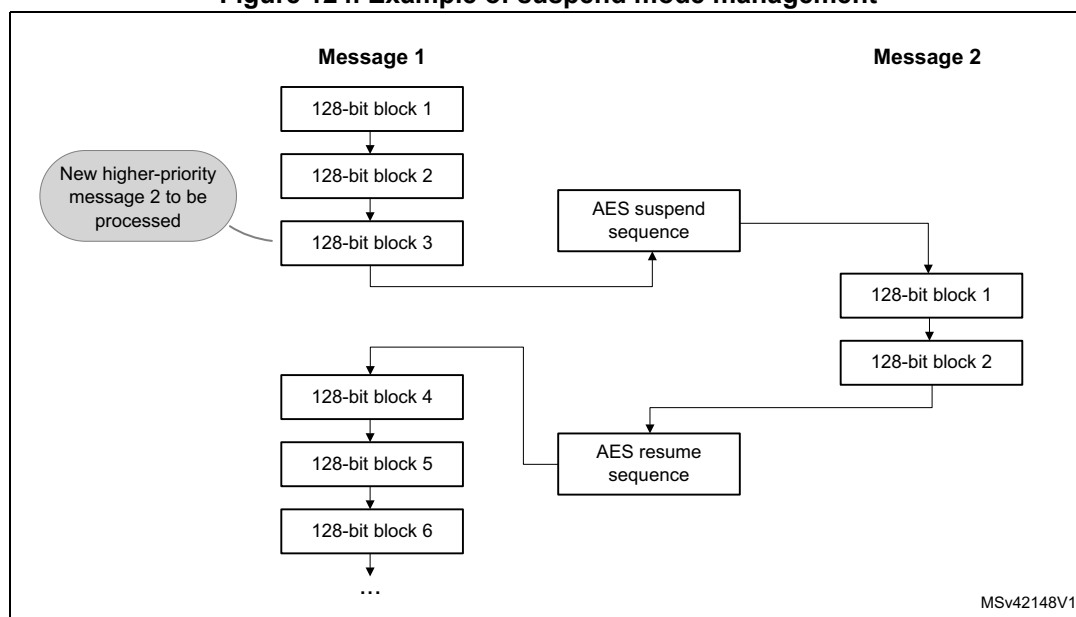 Figure 124. Example of suspend mode management
Message 1
Message 2
128-bit block 1
128-bit block 2
New higher-priority
message 2 to be
processed
128-bit block 3
AES suspend
sequence
128-bit block 1
128-bit block 2
128-bit block 4
AES resume
sequence
128-bit block 5
128-bit block 6
...
MSv42148V1